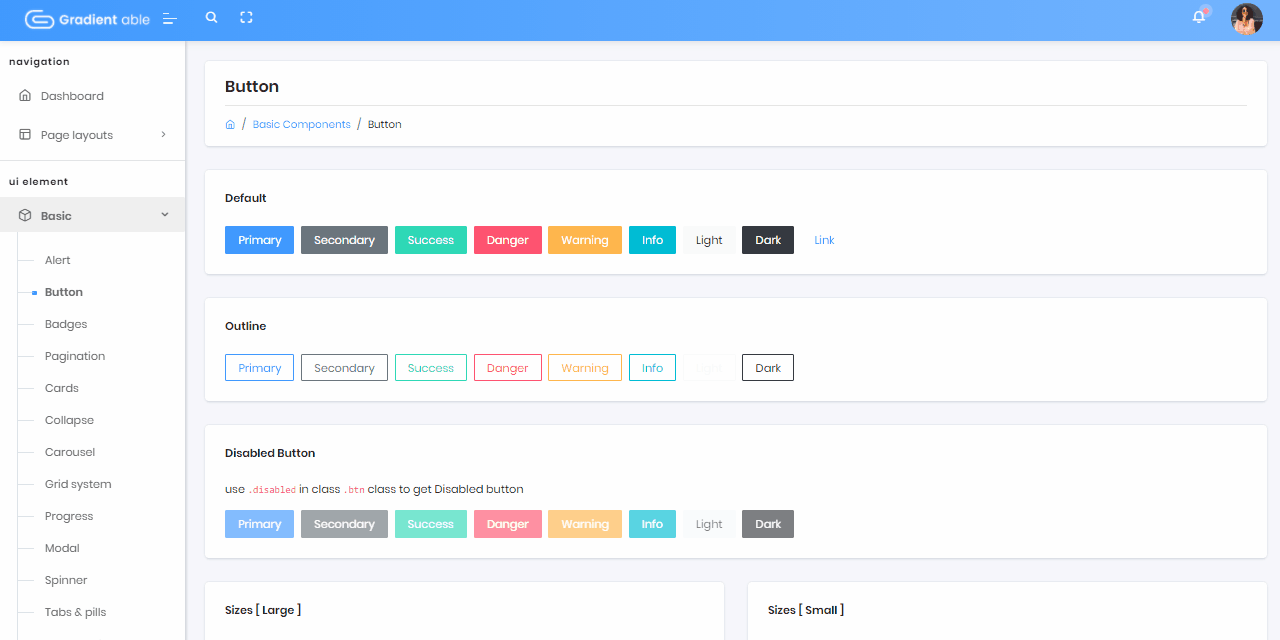 Gradient able
navigation
Dashboard
Page layouts
ui element
Basic
Alert
Button
Badges
Pagination
Cards
Collapse
Carousel
Grid system
Progress
Modal
Spinner
Tabs & pills
Button
/ Basic Components / Button
Default
Primary Secondary Success Danger Warning Info Light Dark Link
Outline
Primary Secondary Success Danger Warning Info Dark
Disabled Button
use .disabled in class .btn class to get Disabled button
Primary Secondary Success Danger Warning Info Light Dark
Sizes [ Large ]
Sizes [ Small ]